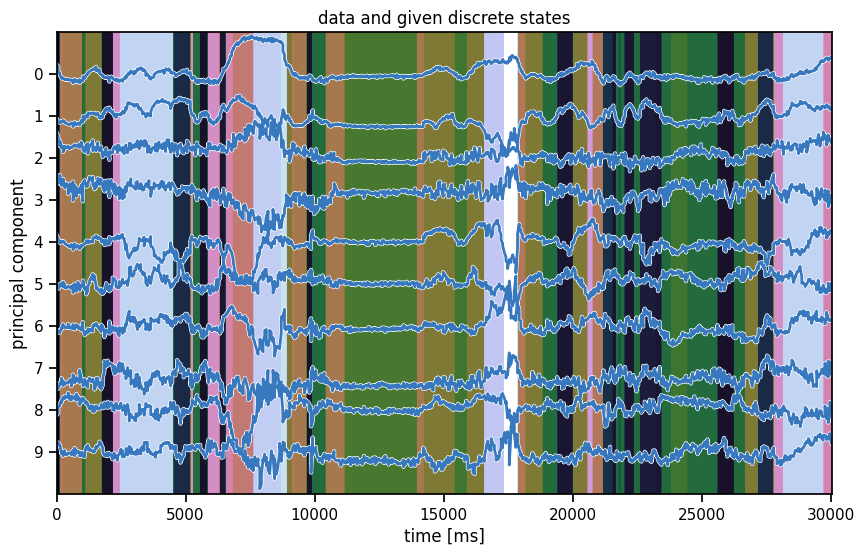 data and given discrete states
principal component
0
1
2
3
4
5
6
7
8
9
0 5000 10000 15000 20000 25000 30000
time [ms]